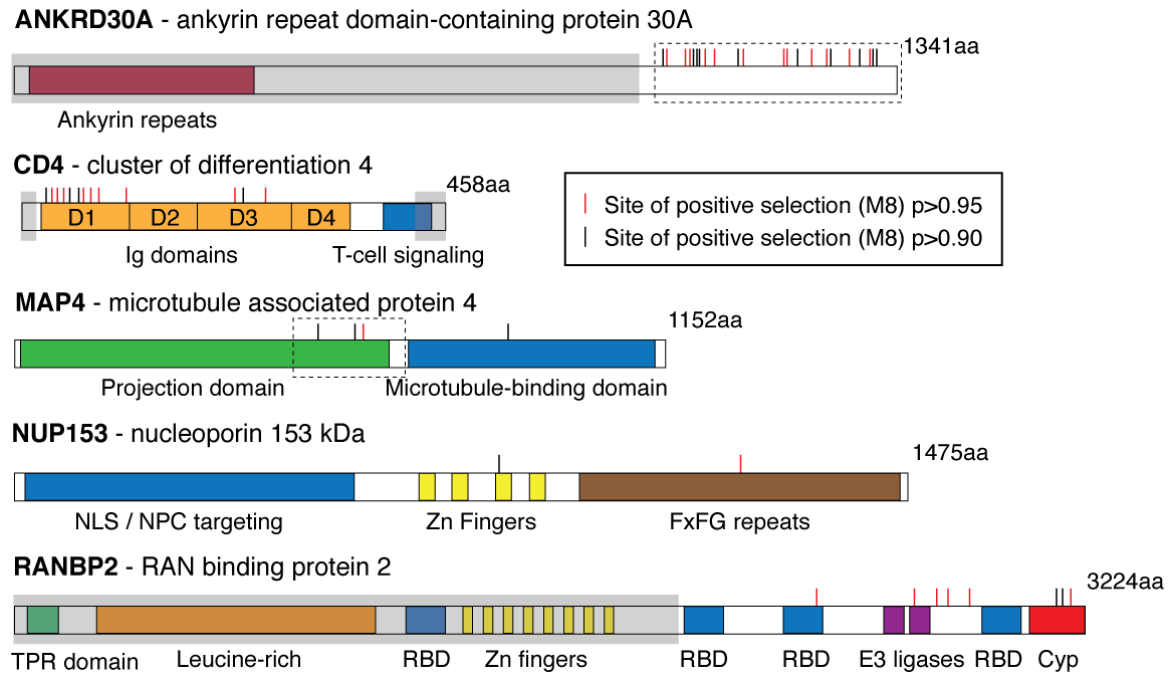 ANKRD30A - ankyrin repeat domain-containing protein 30A
1341aa
Ankyrin repeats
CD4 - cluster of differentiation 4
458aa
D1 D2 D3 D4
Ig domains T-cell signaling
Site of positive selection (M8) p>0.95
Site of positive selection (M8) p>0.90
MAP4 - microtubule associated protein 4
1152aa
Projection domain Microtubule-binding domain
NUP153 - nucleoporin 153 kDa
1475aa
NLS / NPC targeting Zn Fingers FxFG repeats
RANBP2 - RAN binding protein 2
3224aa
TPR domain Leucine-rich RBD Zn fingers RBD RBD E3 ligases RBD Cyp